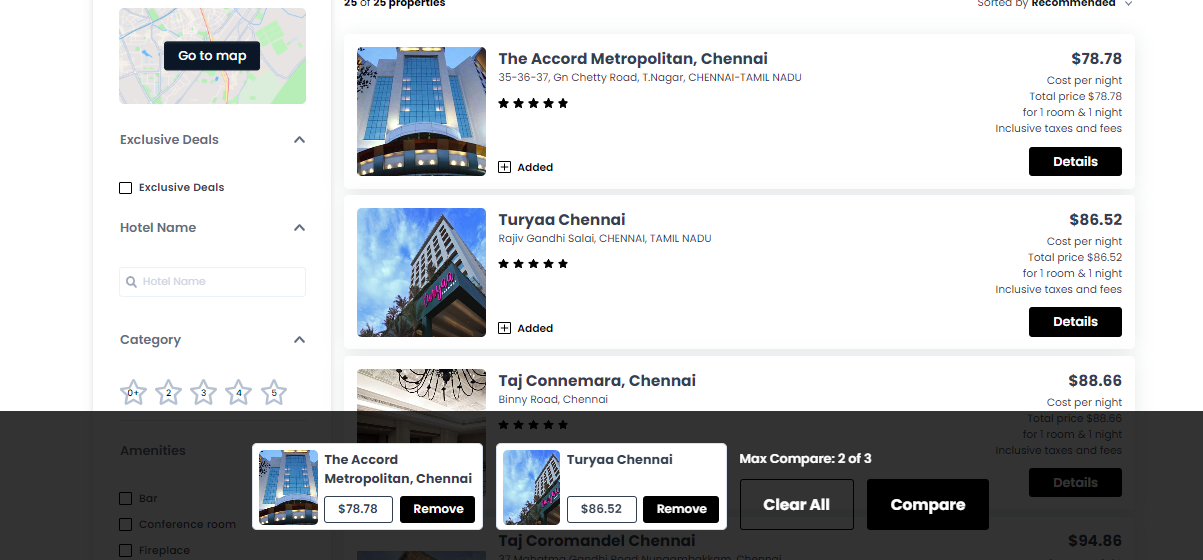 25 of 25 properties
Sorted by Recommended
Go to map
Exclusive Deals
Exclusive Deals
Hotel Name
Hotel Name
Category
0+ 2 3 4 5
Amenities
Bar
Conference room
Fireplace
The Accord Metropolitan, Chennai
35-36-37, Gn Chetty Road, T.Nagar, CHENNAI-TAMIL NADU
Added
$78.78
Cost per night
Total price $78.78
for 1 room & 1 night
Inclusive taxes and fees
Details
Turyaa Chennai
Rajiv Gandhi Salai, CHENNAI, TAMIL NADU
turyaa
Added
$86.52
Cost per night
Total price $86.52
for 1 room & 1 night
Inclusive taxes and fees
Details
Taj Connemara, Chennai
Binny Road, Chennai
$88.66
Cost per night
Total price $88.66
for 1 room & 1 night
Inclusive taxes and fees
Details
The Accord
Metropolitan, Chennai
$78.78
Remove
Turyaa Chennai
$86.52
Remove
Max Compare: 2 of 3
Clear All
Compare
Taj Coromandel Chennai
37 Mahatma Gandhi Road Nungambakkam, Chennai
$94.86